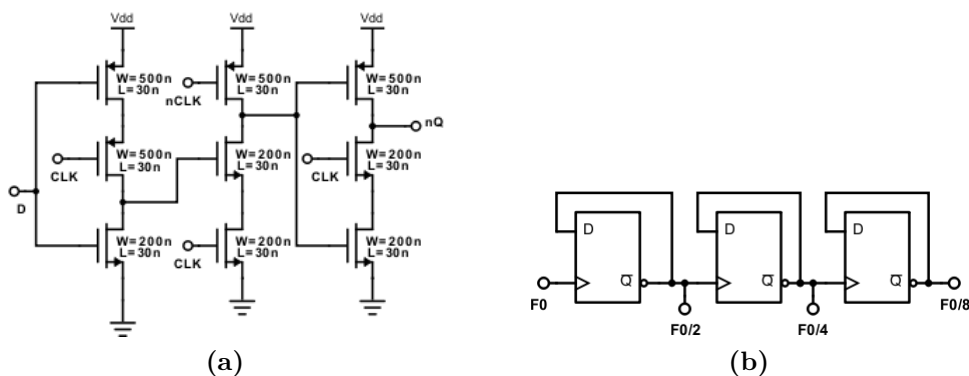 Vdd
Vdd
Vdd
W=500n
L=30n
nCLK
W=500n
L=30n
W=500n
L=30n
nQ
CLK
W=500n
L=30n
W=200n
L=30n
CLK
W=200n
L=30n
D
W=200n
L=30n
CLK
W=200n
L=30n
W=200n
L=30n
(a)
D
D
D
F0
Q
Q
Q
F0/2
F0/4
F0/8
(b)